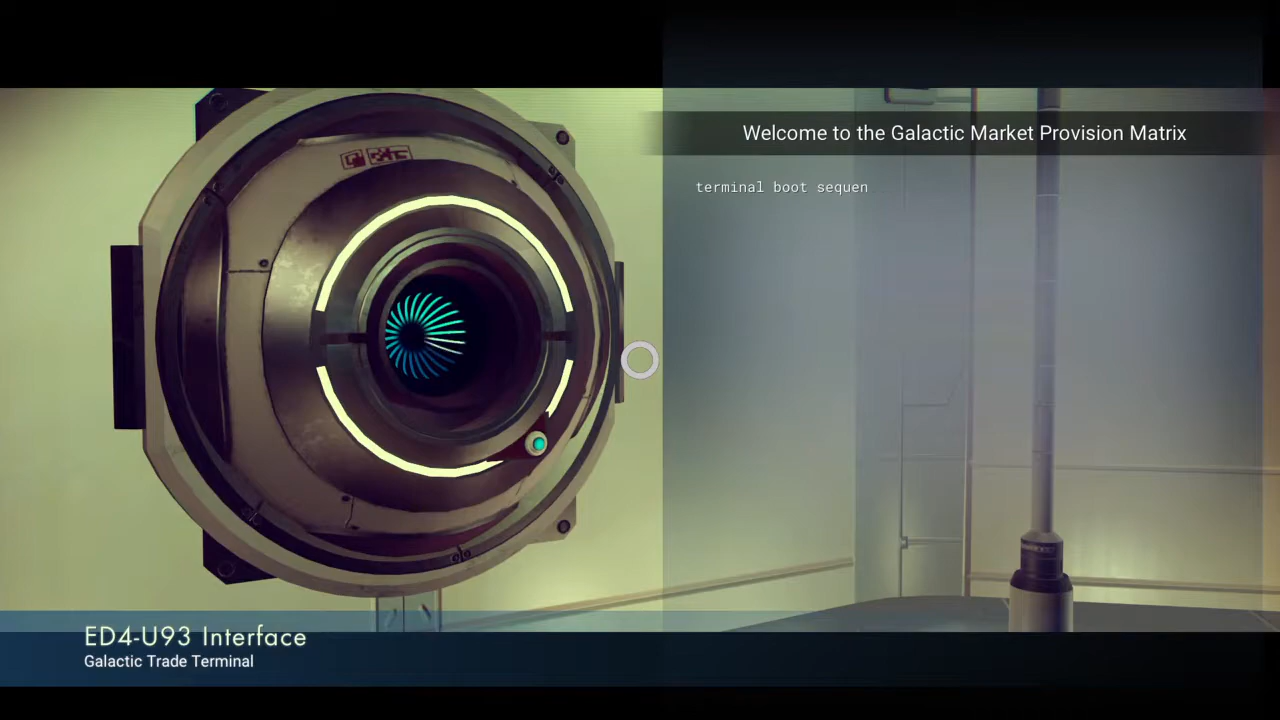 Welcome to the Galactic Market Provision Matrix
terminal boot sequen
ED4-U93 Interface
Galactic Trade Terminal